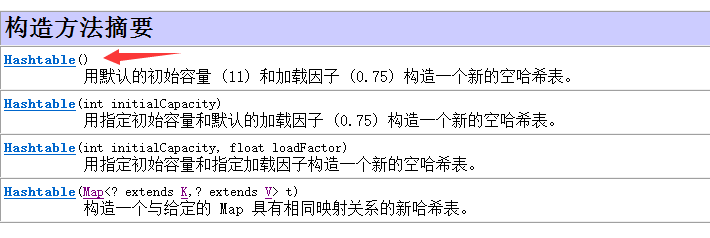 构造方法摘要
Hashtable()
用默认的初始容量 (11) 和加载因子 (0.75) 构造一个新的空哈希表。
Hashtable(int initialCapacity)
用指定初始容量和默认的加载因子 (0.75) 构造一个新的空哈希表。
Hashtable(int initialCapacity, float loadFactor)
用指定初始容量和指定加载因子构造一个新的空哈希表。
Hashtable(Map<? extends K,? extends V> t)
构造一个与给定的 Map 具有相同映射关系的新哈希表。